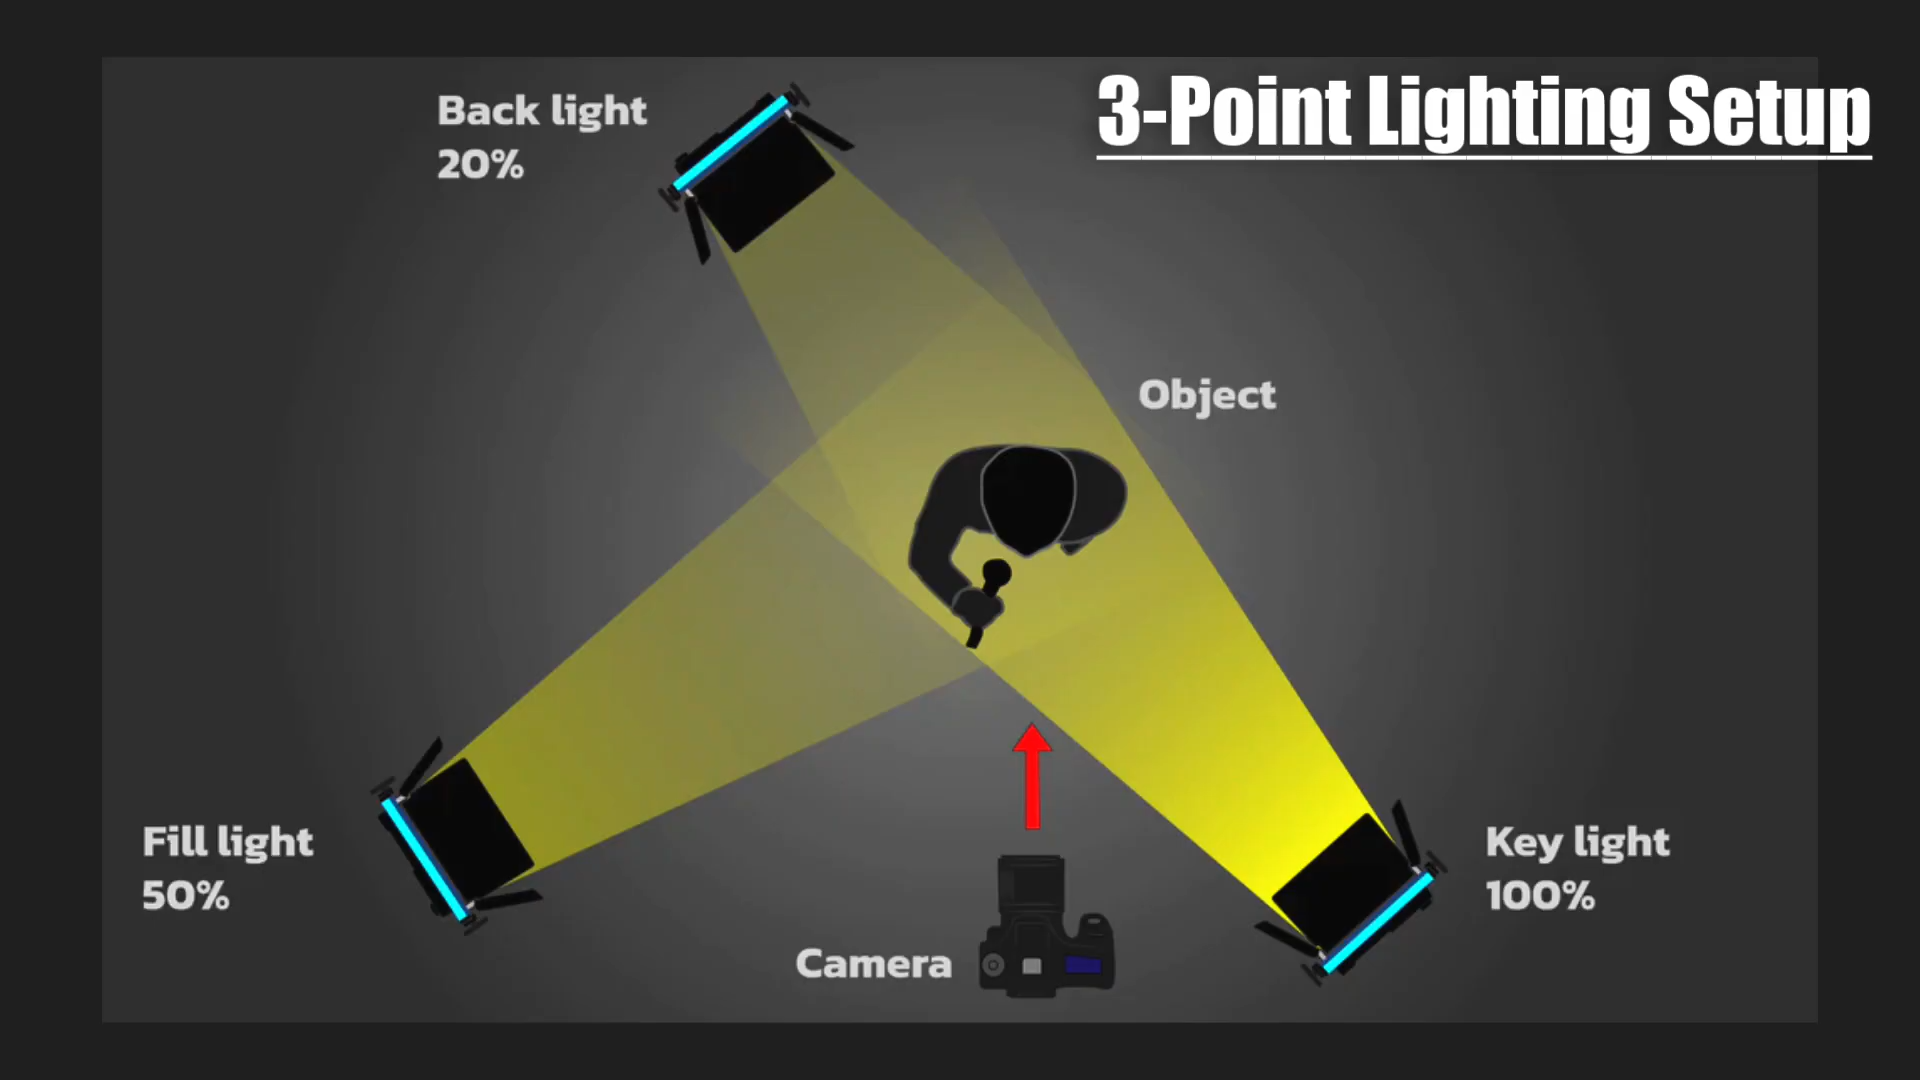 3-Point Lighting Setup
Back light
20%
Object
Fill light
50%
Key light
100%
Camera